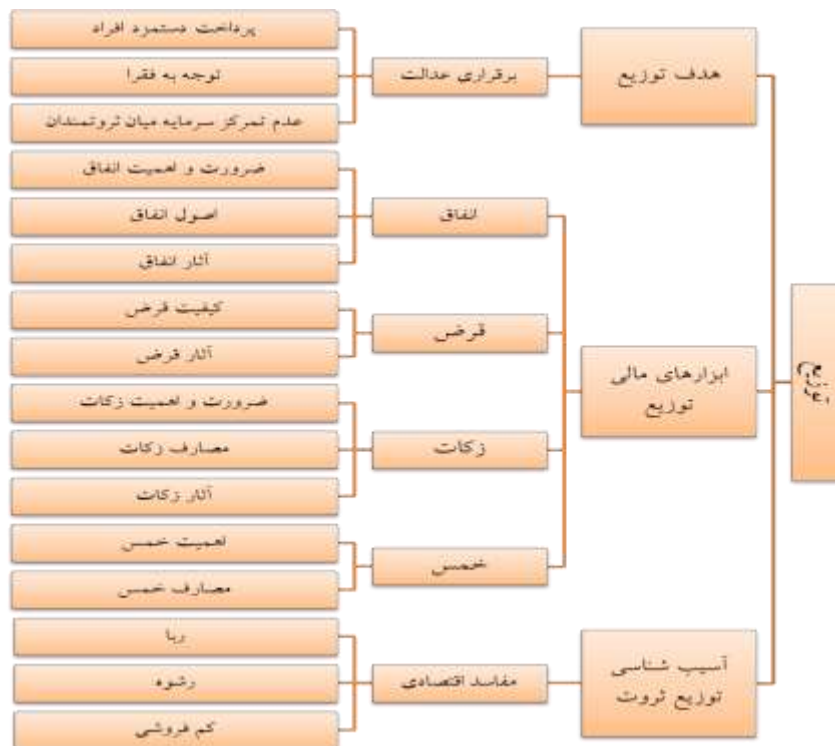 توزیع
هدف توزیع
برقراری عدالت
پرداخت دستمزد افراد
توجه به فقرا
عدم تمرکز سرمایه میان ثروتمندان
ابزارهای مالی
توزیع
انفاق
ضرورت و اهمیت انفاق
اصول انفاق
آثار انفاق
قرض
کیفیت قرض
آثار قرض
زکات
ضرورت و اهمیت زکات
مصارف زکات
آثار زکات
خمس
اهمیت خمس
مصارف خمس
آسیب شناسی
توزیع ثروت
مفاسد اقتصادی
ربا
رشوه
کم فروشی